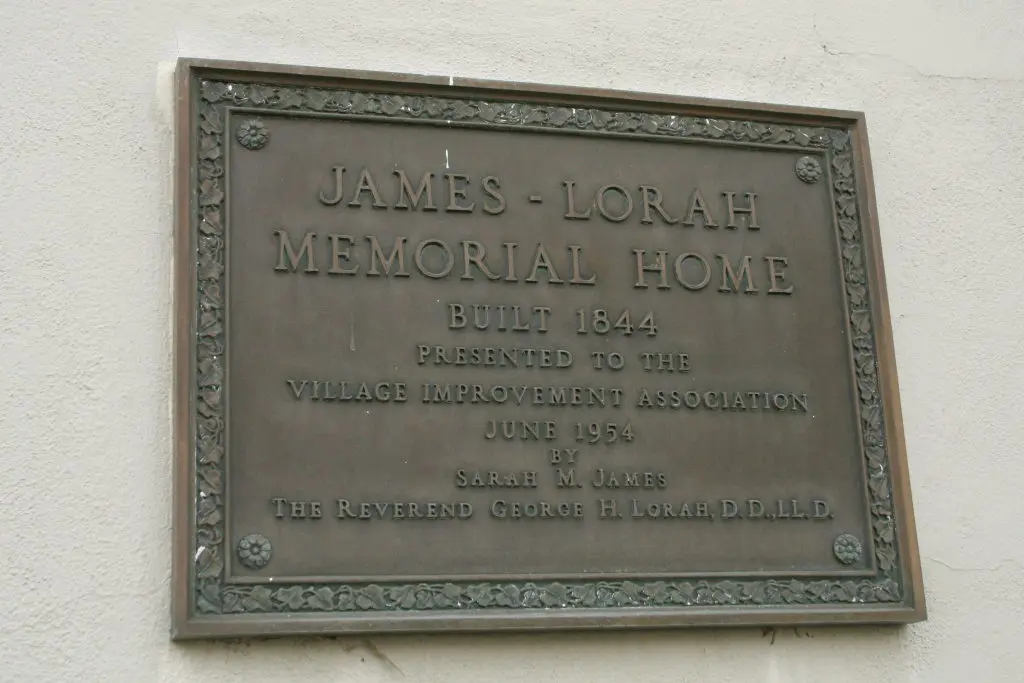 JAMES - LORAH
MEMORIAL HOME
BUILT 1844
PRESENTED TO THE
VILLAGE IMPROVEMENT ASSOCIATION
JUNE 1954
BY
SARAH M. JAMES
THE REVEREND GEORGE H. LORAH, D.D., LL.D.